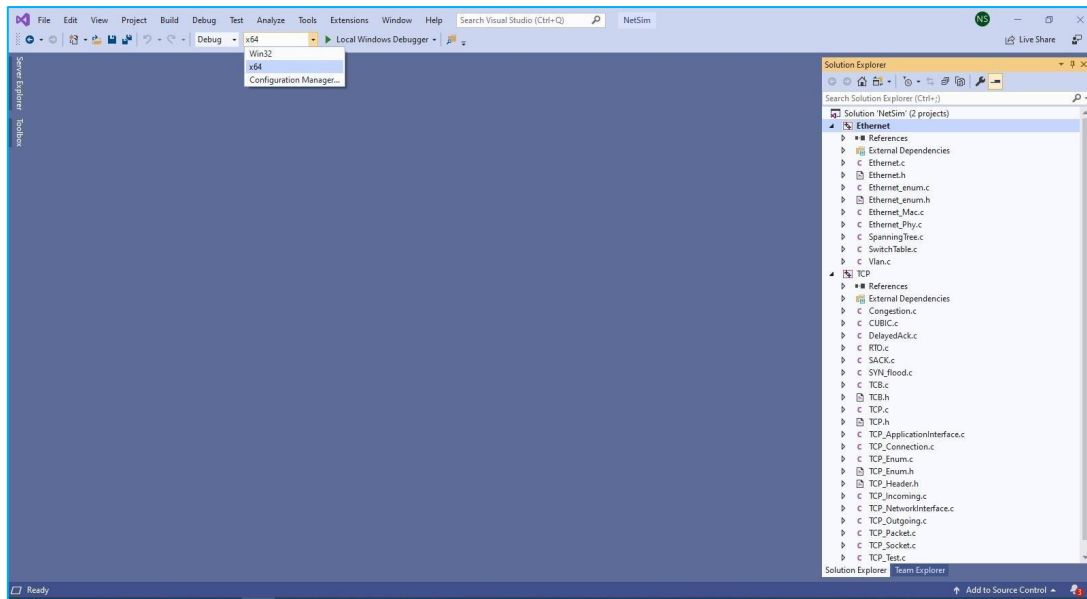 File Edit View Project Build Debug Test Analyze Tools Extensions Window Help Search Visual Studio (Ctrl+Q) NetSim NS
Debug x64 Local Windows Debugger Live Share
Win32
x64
Configuration Manager...
Server Explorer
Toolbox
Solution Explorer
Search Solution Explorer (Ctrl+;)
Solution 'NetSim' (2 projects)
Ethernet
References
External Dependencies
C Ethernet.c
Ethernet.h
C Ethernet_enum.c
Ethernet_enum.h
C Ethernet_Mac.c
C Ethernet_Phy.c
C SpanningTree.c
C SwitchTable.c
C Vlan.c
TCP
References
External Dependencies
C Congestion.c
C CUBIC.c
C DelayedAck.c
C RTO.c
C SACK.c
C SYN_flood.c
C TCB.c
TCB.h
C TCP.c
TCP.h
C TCP_ApplicationInterface.c
C TCP_Connection.c
C TCP_Enum.c
TCP_Enum.h
TCP_Header.h
C TCP_Incoming.c
C TCP_NetworkInterface.c
C TCP_Outgoing.c
C TCP_Packet.c
C TCP_Socket.c
C TCP_Test.c
Solution Explorer Team Explorer
Ready Add to Source Control